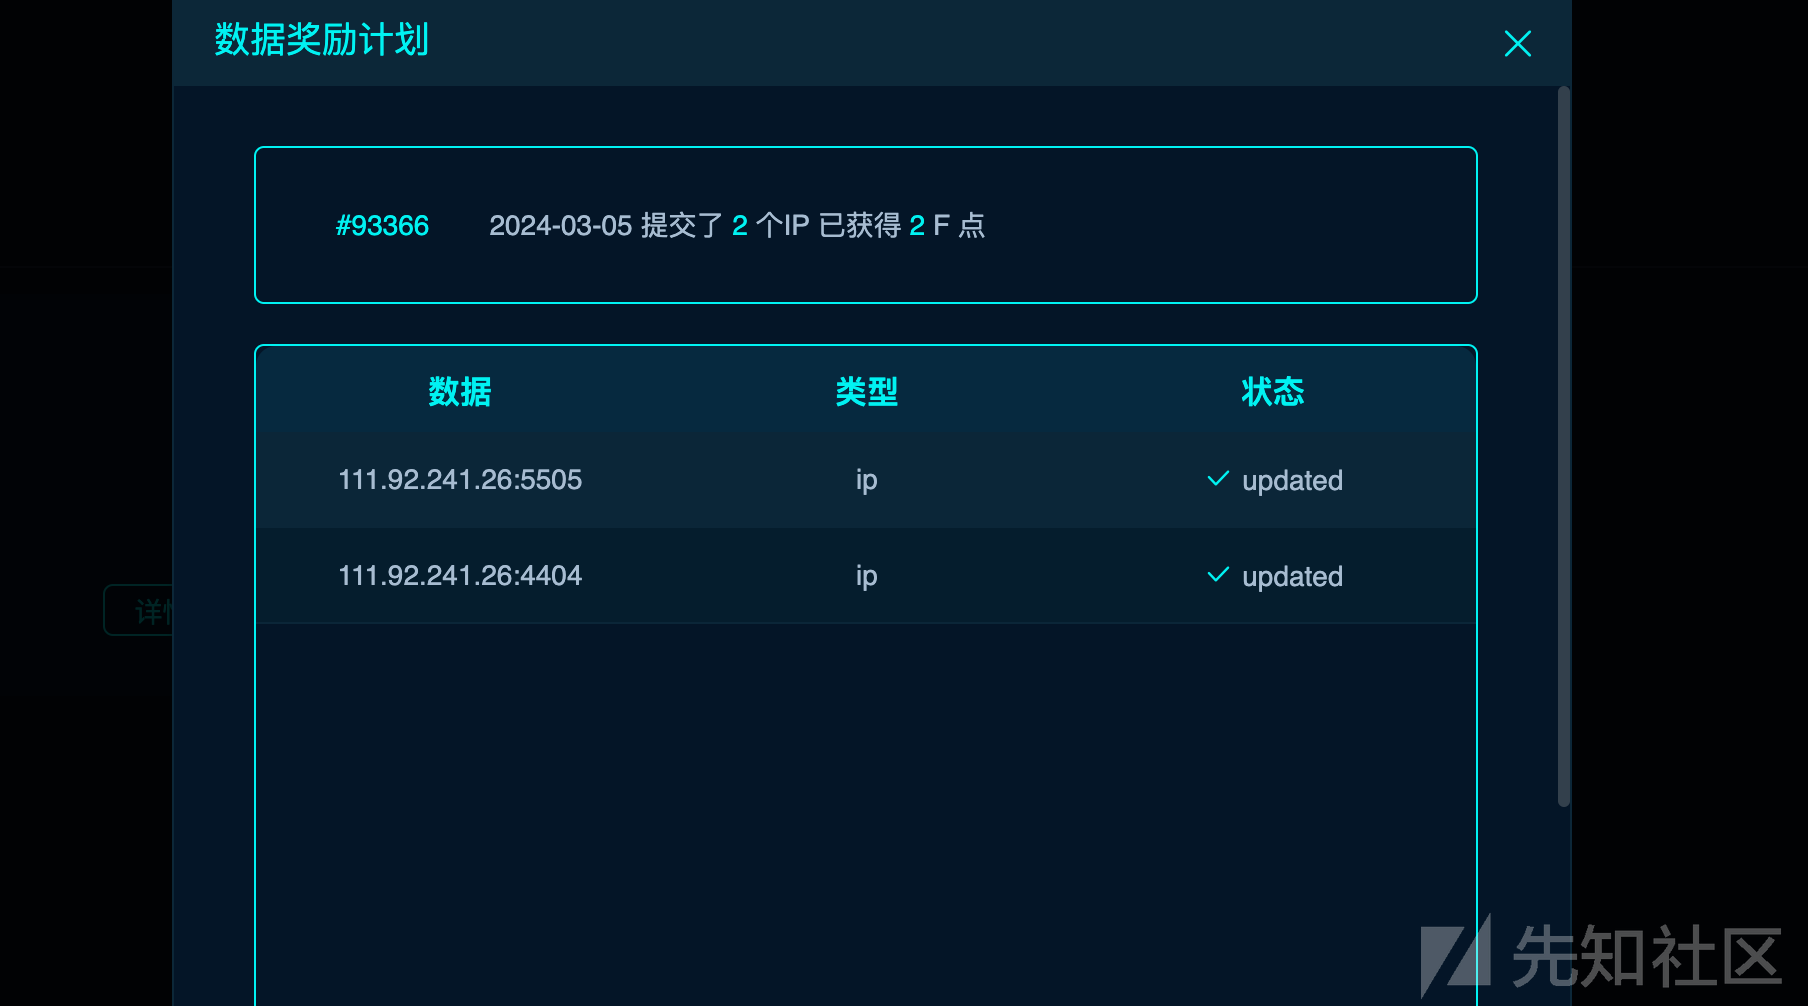 数据奖励计划
#93366 2024-03-05 提交了 2 个IP 已获得 2 F 点
数据 类型 状态
111.92.241.26:5505 ip updated
111.92.241.26:4404 ip updated
详
先知社区